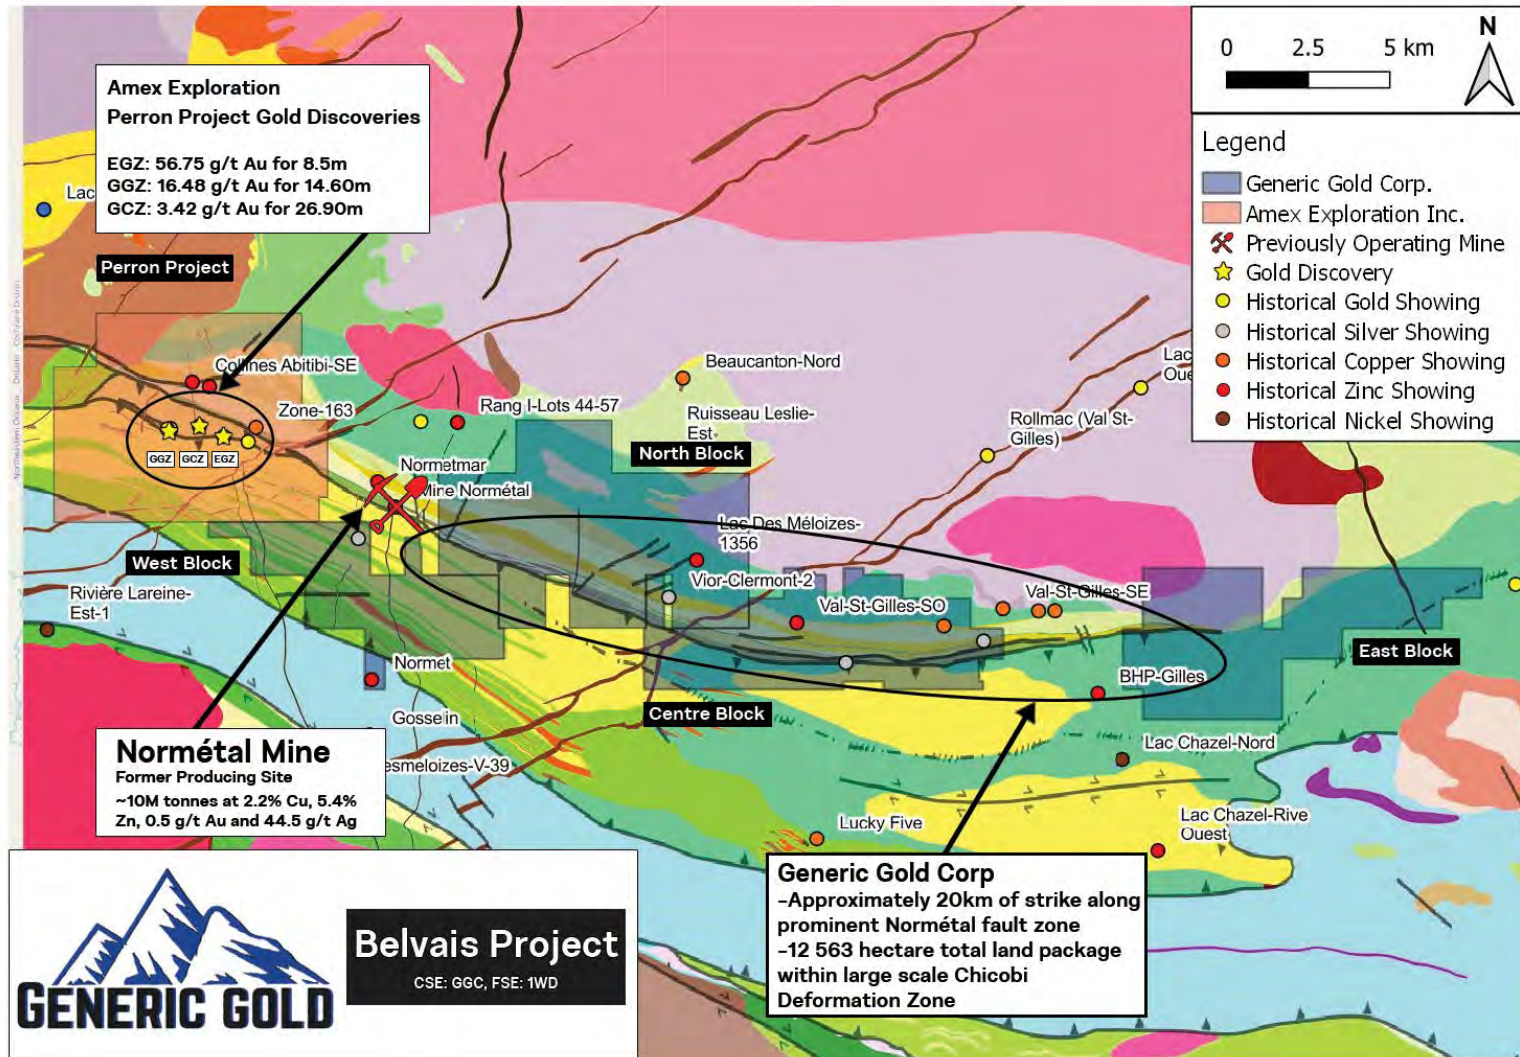 Amex Exploration
Perron Project Gold Discoveries
EGZ: 56.75 g/t Au for 8.5m
GGZ: 16.48 g/t Au for 14.60m
GCZ: 3.42 g/t Au for 26.90m
0 2.5 5 km
N
Legend
Generic Gold Corp.
Amex Exploration Inc.
Previously Operating Mine
Gold Discovery
Historical Gold Showing
Historical Silver Showing
Historical Copper Showing
Historical Zinc Showing
Historical Nickel Showing
Lac
Perron Project
Collines Abitibi-SE
Zone-163
GGZ GCZ EGZ
Rang I-Lots 44-57
Beaucanton-Nord
Ruisseau Leslie-
Est
North Block
Lac
Rollmac (Val St-
Gilles)
Normetmar
Mine Normétal
Lac Des Méloizes-
1356
West Block
Rivière Lareine-
Est-1
Vior-Clermont-2
Val-St-Gilles-SO
Val-St-Gilles-SE
East Block
Normet
BHP-Gilles
Centre Block
Gosselin
esmeloizes-V-39
Lac Chazel-Nord
Lac Chazel-Rive
Ouest
Lucky Five
Normétal Mine
Former Producing Site
~10M tonnes at 2.2% Cu, 5.4%
Zn, 0.5 g/t Au and 44.5 g/t Ag
Generic Gold Corp
-Approximately 20km of strike along
prominent Normétal fault zone
-12 563 hectare total land package
within large scale Chicobi
Deformation Zone
GENERIC GOLD
Belvais Project
CSE: GGC, FSE: 1WD